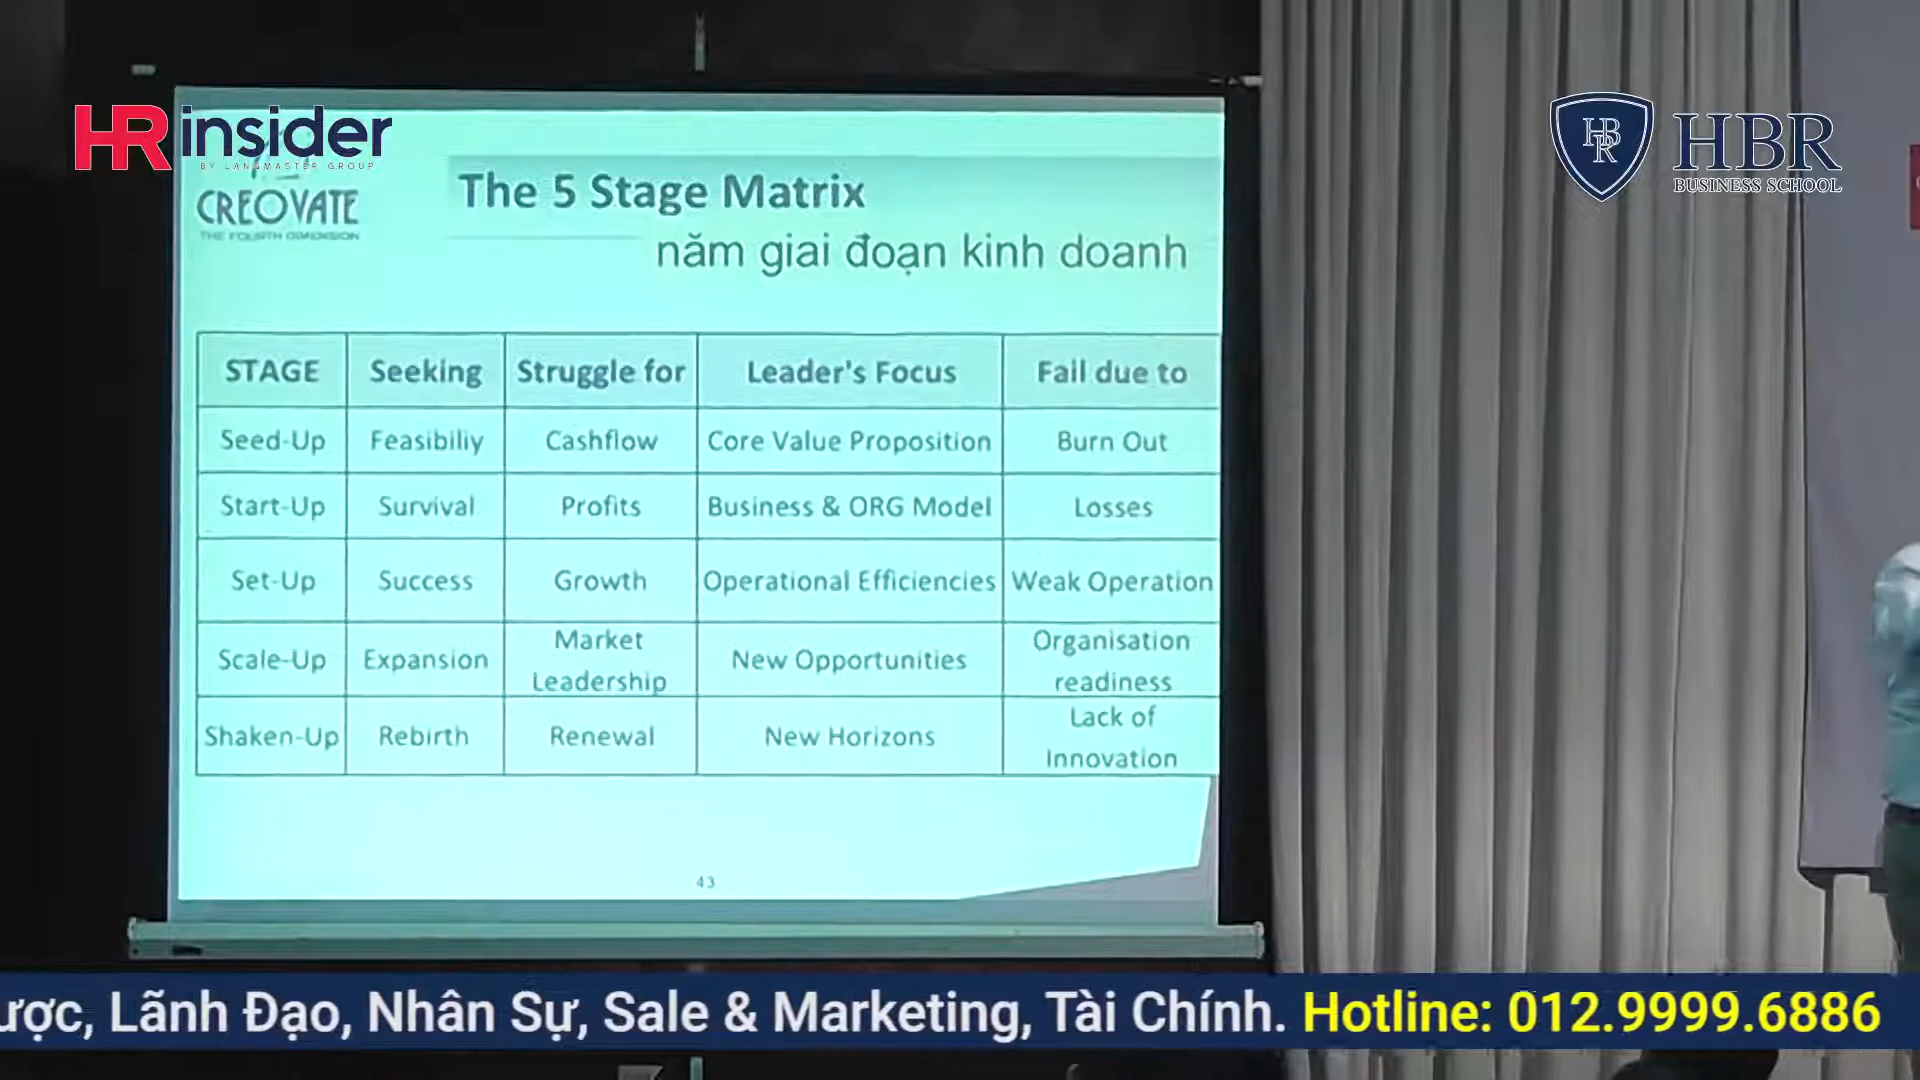 HR insider
BY LANGMASTER GROUP
HBR
BUSINESS SCHOOL
CREOVATE
THE FOURTH DIMENSION
The 5 Stage Matrix
năm giai đoạn kinh doanh
STAGE Seeking Struggle for Leader's Focus Fail due to
Seed-Up Feasibiliy Cashflow Core Value Proposition Burn Out
Start-Up Survival Profits Business & ORG Model Losses
Set-Up Success Growth Operational Efficiencies Weak Operation
Scale-Up Expansion Market Leadership New Opportunities Organisation readiness
Shaken-Up Rebirth Renewal New Horizons Lack of Innovation
43
ược, Lãnh Đạo, Nhân Sự, Sale & Marketing, Tài Chính. Hotline: 012.9999.6886